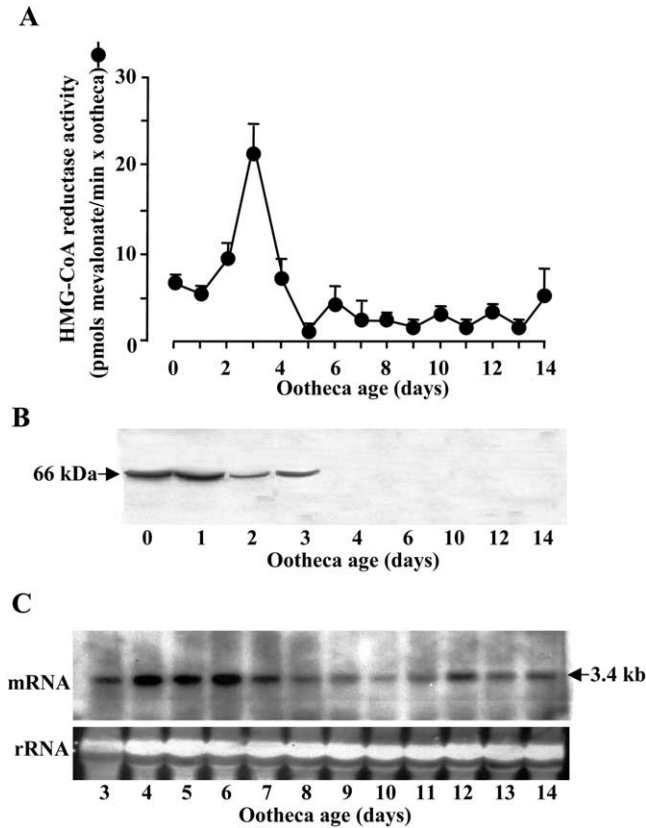 A
HMG-CoA reductase activity
(pmols mevalonate/min x ootheca)
30
20
10
0
0 2 4 6 8 10 12 14
Ootheca age (days)
B
66 kDa
0 1 2 3 4 6 10 12 14
Ootheca age (days)
C
mRNA
3.4 kb
rRNA
3 4 5 6 7 8 9 10 11 12 13 14
Ootheca age (days)